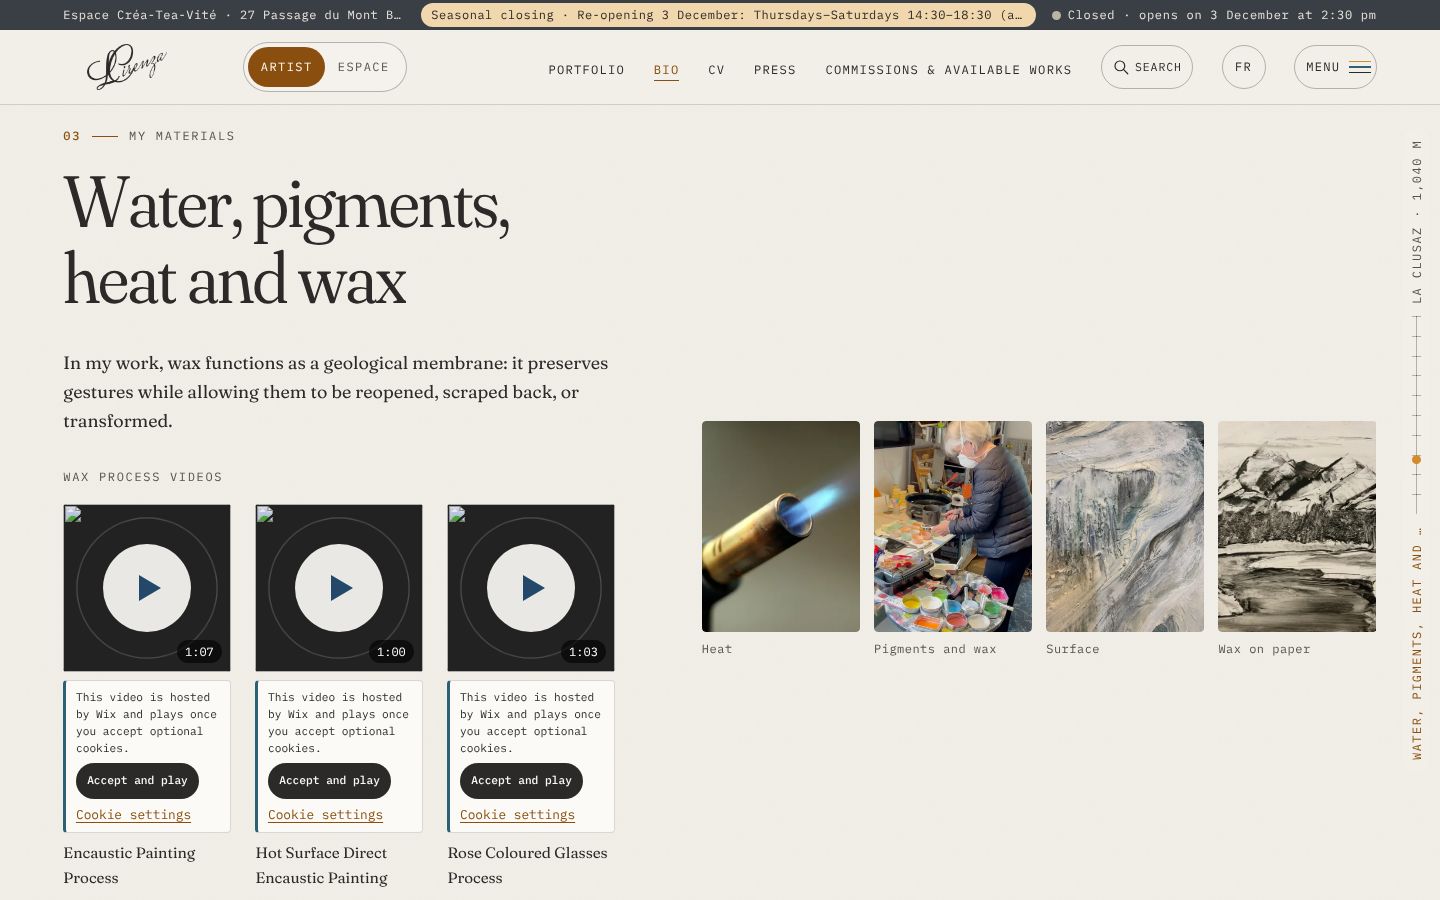 Espace Créa-Tea-Vité · 27 Passage du Mont B…
Seasonal closing · Re-opening 3 December: Thursdays–Saturdays 14:30–18:30 (a…
Closed · opens on 3 December at 2:30 pm
Lirenza
ARTIST
ESPACE
PORTFOLIO
BIO
CV
PRESS
COMMISSIONS & AVAILABLE WORKS
SEARCH
FR
MENU
03 MY MATERIALS
Water, pigments,
heat and wax
In my work, wax functions as a geological membrane: it preserves
gestures while allowing them to be reopened, scraped back, or
transformed.
WAX PROCESS VIDEOS
1:07
1:00
1:03
This video is hosted
by Wix and plays once
you accept optional
cookies.
Accept and play
Cookie settings
This video is hosted
by Wix and plays once
you accept optional
cookies.
Accept and play
Cookie settings
This video is hosted
by Wix and plays once
you accept optional
cookies.
Accept and play
Cookie settings
Encaustic Painting
Process
Hot Surface Direct
Encaustic Painting
Rose Coloured Glasses
Process
Heat
Pigments and wax
Surface
Wax on paper
LA CLUSAZ · 1,040 M
WATER, PIGMENTS, HEAT AND …